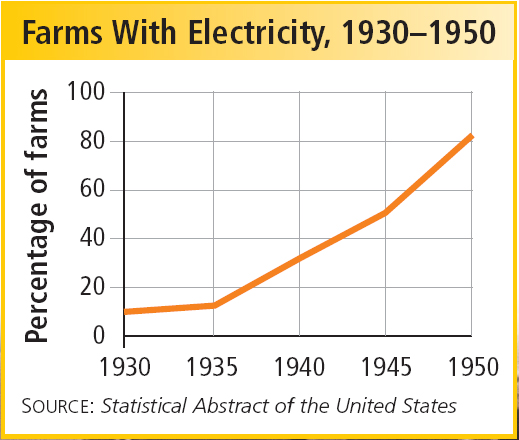 Farms With Electricity, 1930–1950
Percentage of farms
100
80
60
40
20
0
1930 1935 1940 1945 1950
SOURCE: Statistical Abstract of the United States